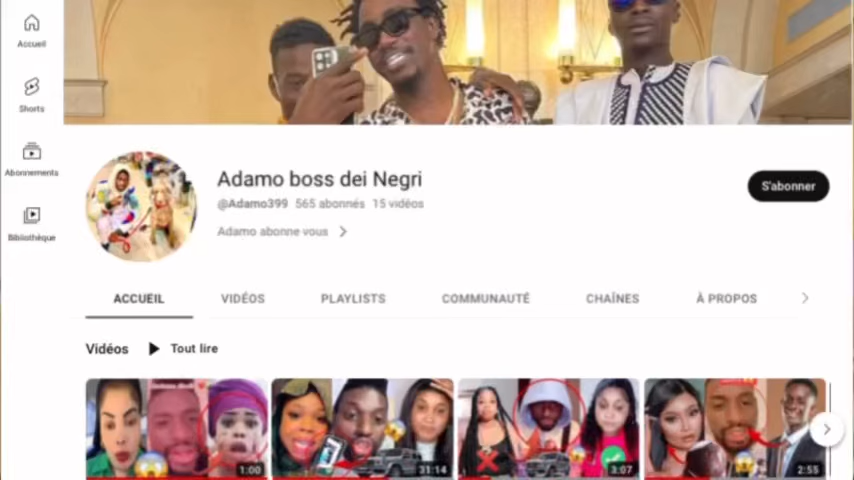 Accueil
Shorts
Abonnements
Bibliothèque
Adamo boss dei Negri
@Adamo399 565 abonnés 15 vidéos
Adamo abonne vous
S'abonner
ACCUEIL VIDÉOS PLAYLISTS COMMUNAUTÉ CHAÎNES À PROPOS
Vidéos Tout lire
1:00 31:14 3:07 2:55